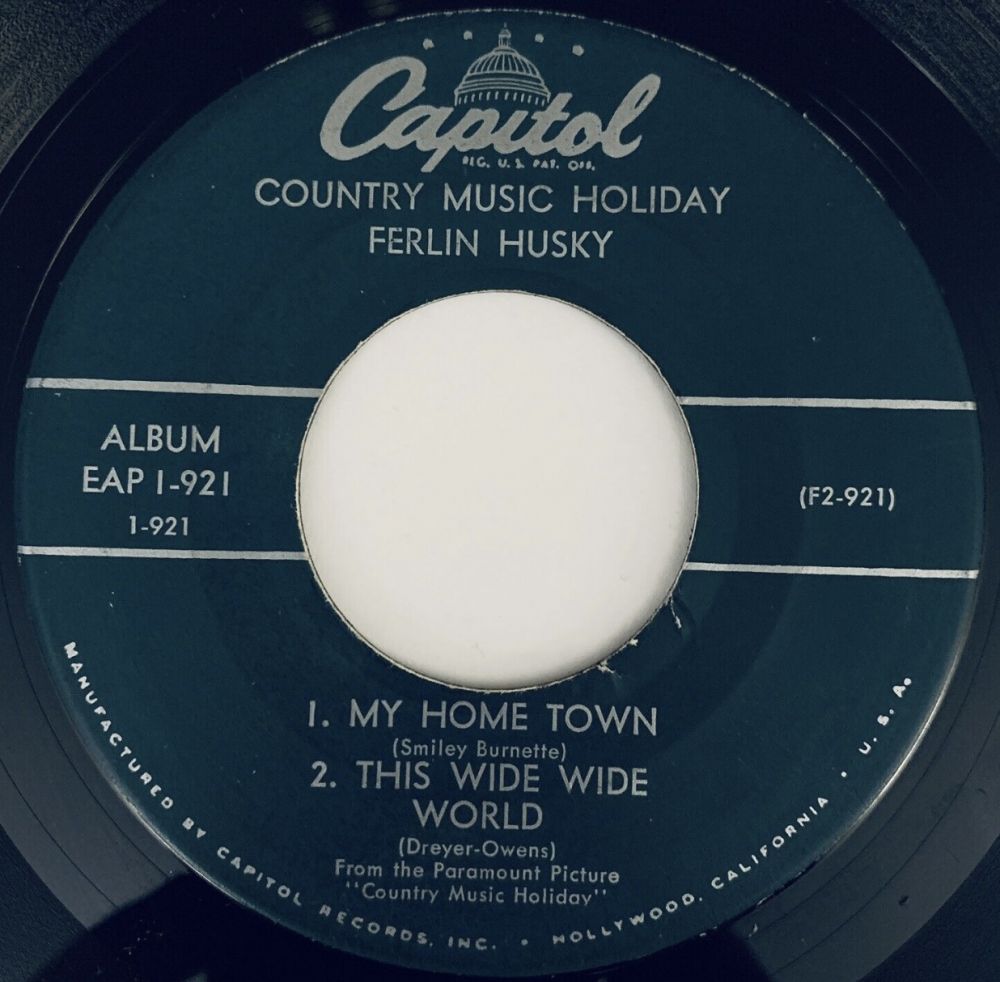 Capitol
REG. U. S. PAT. OFF.
COUNTRY MUSIC HOLIDAY
FERLIN HUSKY
ALBUM
EAP 1-921
1-921
(F2-921)
1. MY HOME TOWN
(Smiley Burnette)
2. THIS WIDE WIDE
WORLD
(Dreyer-Owens)
From the Paramount Picture
"Country Music Holiday"
MANUFACTURED BY CAPITOL RECORDS, INC. • HOLLYWOOD, CALIFORNIA • U. S. A.